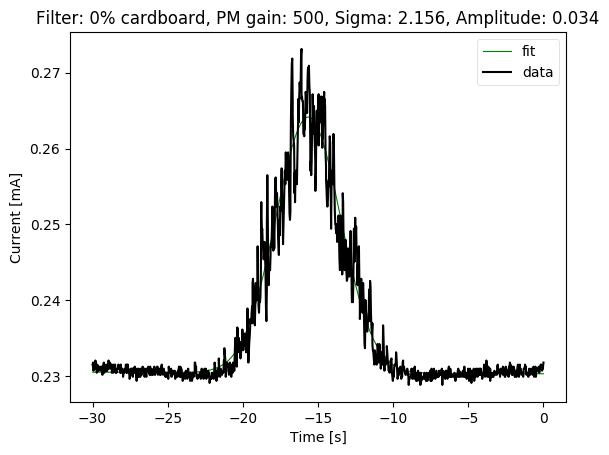 Filter: 0% cardboard, PM gain: 500, Sigma: 2.156, Amplitude: 0.034
fit
data
0.27
0.26
0.25
0.24
0.23
Current [mA]
−30
−25
−20
−15
−10
−5
0
Time [s]